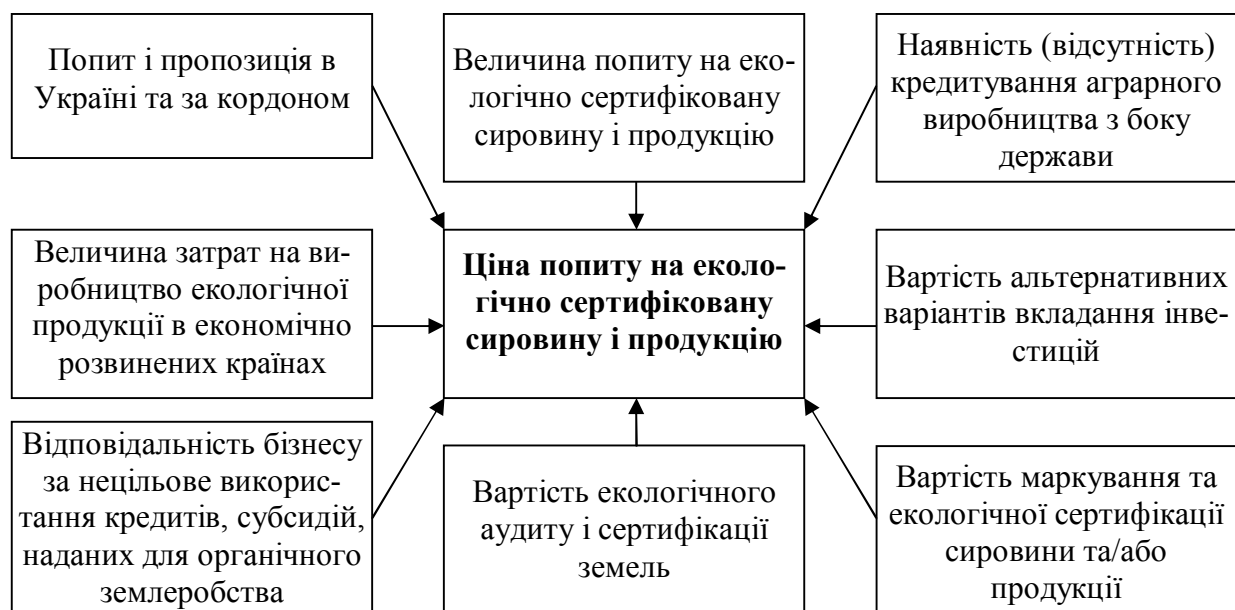 Попит і пропозиція в
Україні та за кордоном
Величина попиту на еко-
логічно сертифіковану
сировину і продукцію
Наявність (відсутність)
кредитування аграрного
виробництва з боку
держави
Величина затрат на ви-
робництво екологічної
продукції в економічно
розвинених країнах
Ціна попиту на еколо-
гічно сертифіковану
сировину і продукцію
Вартість альтернативних
варіантів вкладання інве-
стицій
Відповідальність бізнесу
за нецільове викорис-
тання кредитів, субсидій,
наданих для органічного
землеробства
Вартість екологічного
аудиту і сертифікації
земель
Вартість маркування та
екологічної сертифікації
сировини та/або
продукції